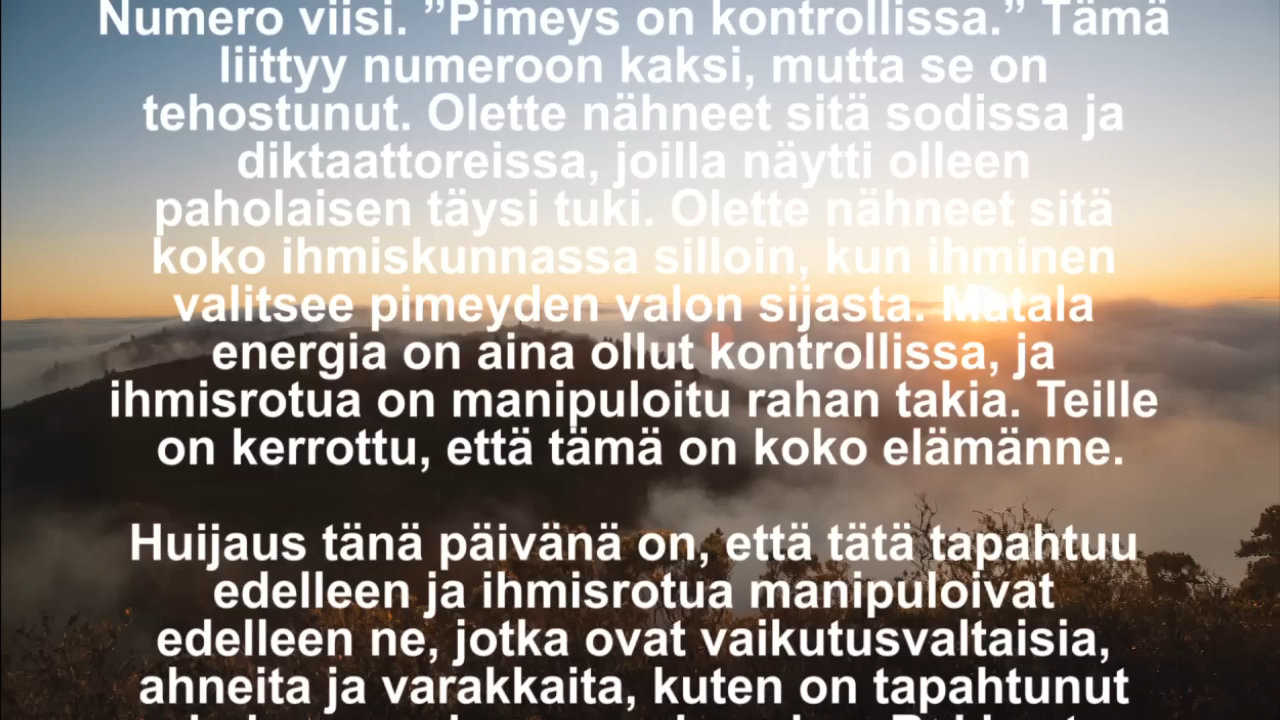 Numero viisi. ”Pimeys on kontrollissa.” Tämä
liittyy numeroon kaksi, mutta se on
tehostunut. Olette nähneet sitä sodissa ja
diktaattoreissa, joilla näytti olleen
paholaisen täysi tuki. Olette nähneet sitä
koko ihmiskunnassa silloin, kun ihminen
valitsee pimeyden valon sijasta. Matala
energia on aina ollut kontrollissa, ja
ihmisrotua on manipuloitu rahan takia. Teille
on kerrottu, että tämä on koko elämänne.
Huijaus tänä päivänä on, että tätä tapahtuu
edelleen ja ihmisrotua manipuloivat
edelleen ne, jotka ovat vaikutusvaltaisia,
ahneita ja varakkaita, kuten on tapahtunut